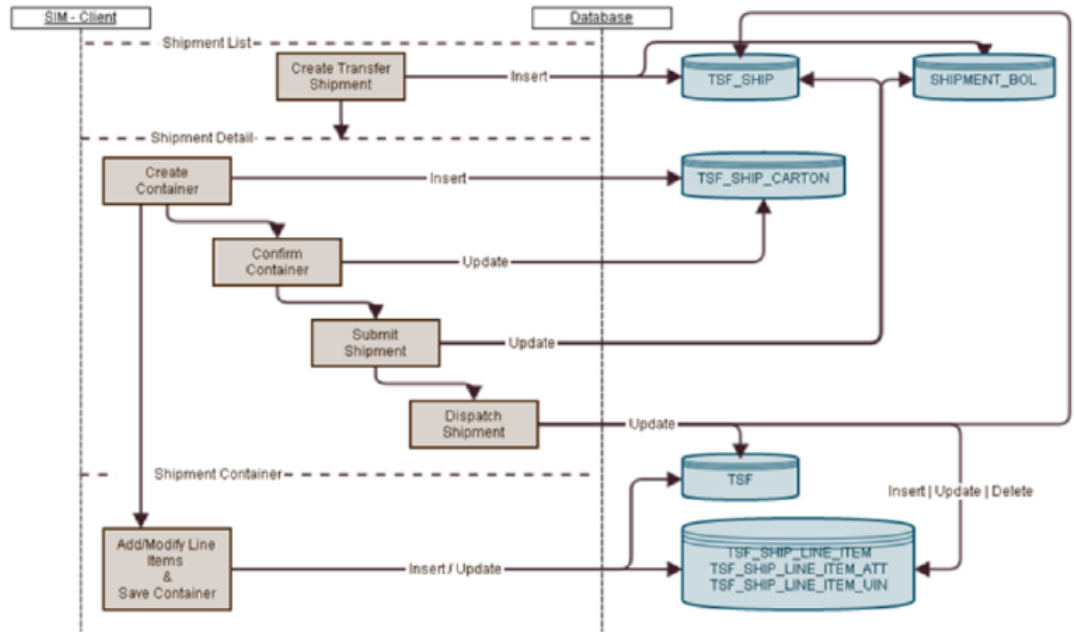 SIM - Client
Database
Shipment List
Create Transfer
Shipment
Insert
TSF_SHIP
SHIPMENT_BOL
Shipment Detail
Create
Container
Insert
TSF_SHIP_CARTON
Confirm
Container
Update
Submit
Shipment
Update
Dispatch
Shipment
Update
Shipment Container
TSF
Insert | Update | Delete
Add/Modify Line
Items
&
Save Container
Insert / Update
TSF_SHIP_LINE_ITEM
TSF_SHIP_LINE_ITEM_ATT
TSF_SHIP_LINE_ITEM_UIN